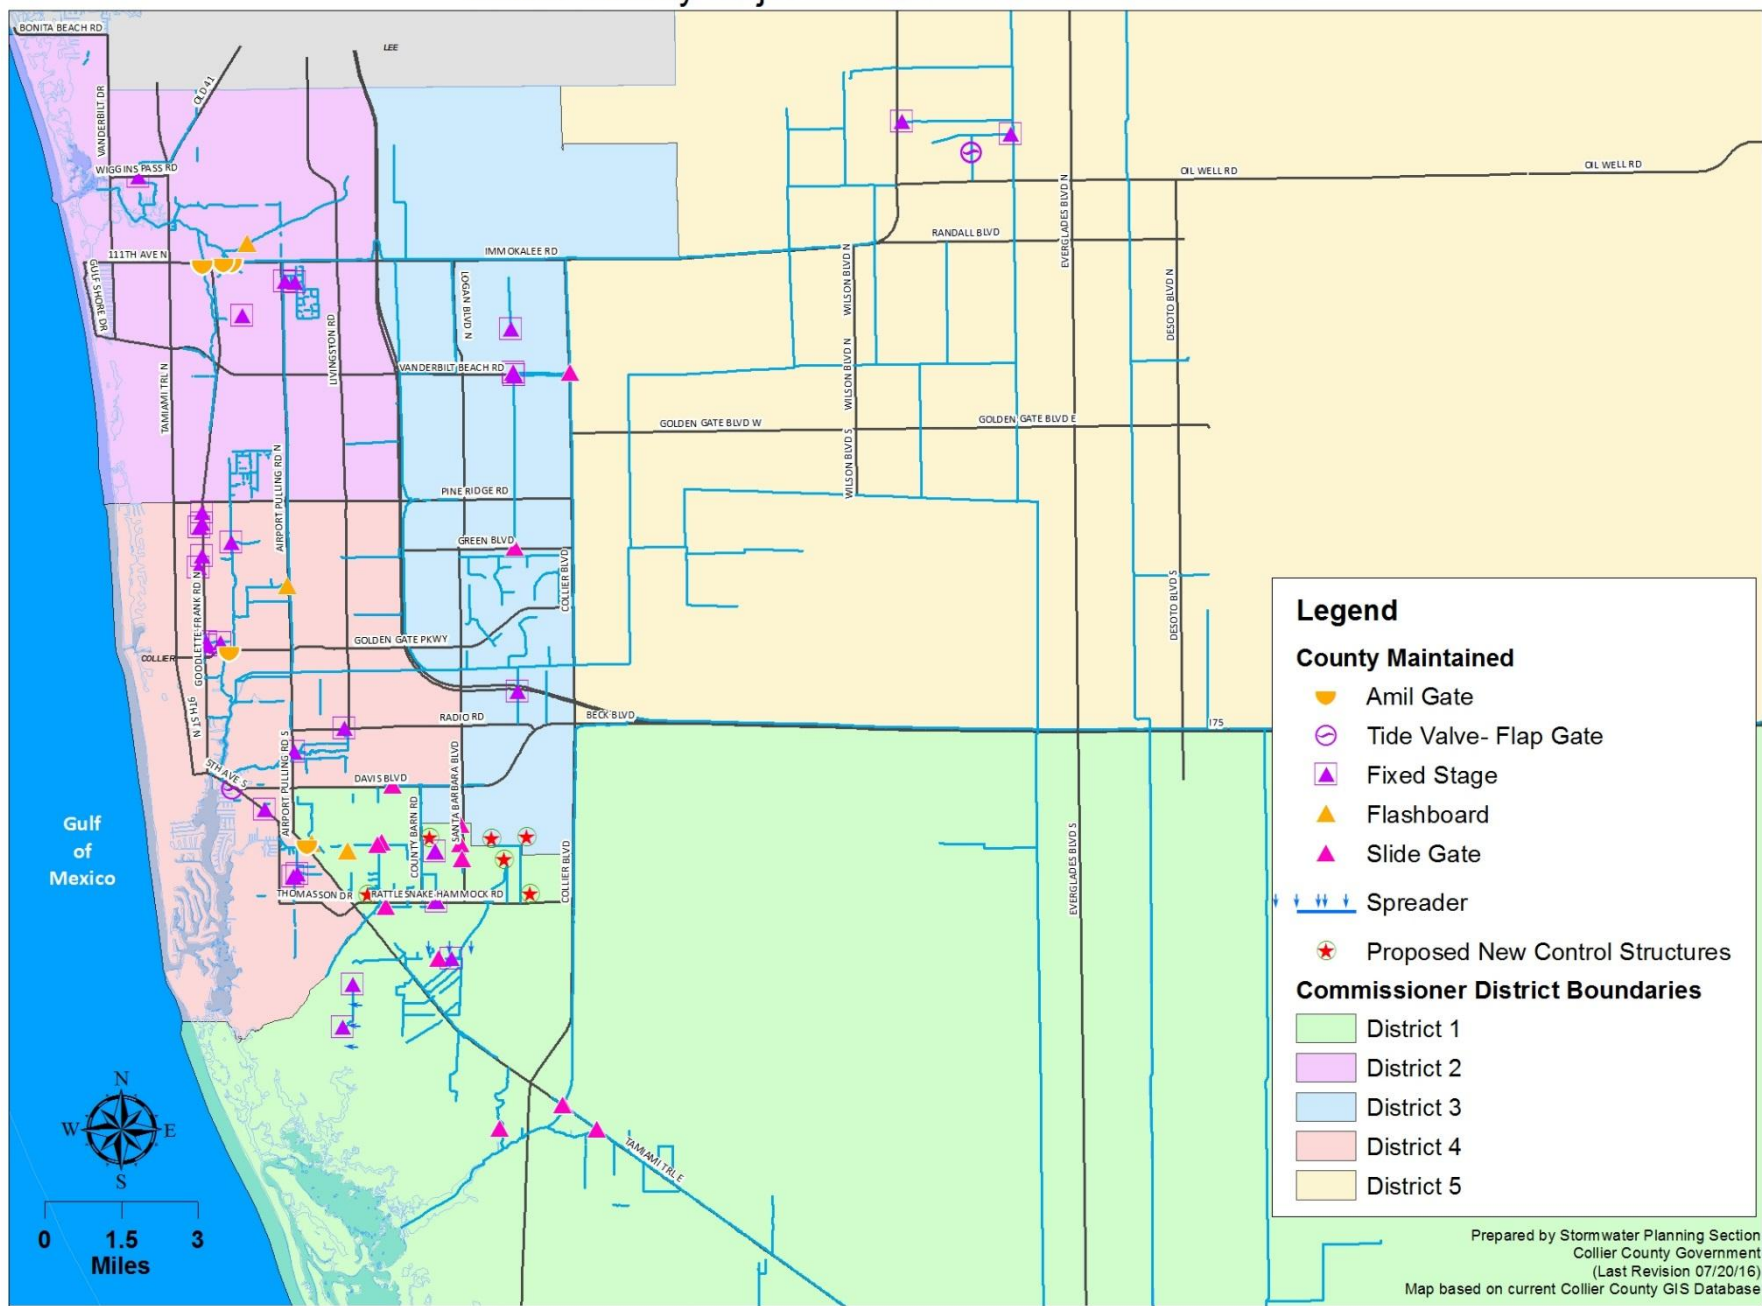 BONITA BEACH RD
LEE
OLD 41
VANDERBILT DR
WIGGINS PASS RD
OIL WELL RD
OIL WELL RD
EVERGLADES BLVD N
RANDALL BLVD
IMMOKALEE RD
111TH AVE N
GULF SHORE DR
LOGAN BLVD N
WILSON BLVD N
DESOTO BLVD N
LIVINGSTON RD
TAMIAMI TRL N
VANDERBILT BEACH RD
WILSON BLVD N
GOLDEN GATE BLVD W
GOLDEN GATE BLVD E
WILSON BLVD S
AIRPORT PULLING RD N
PINE RIDGE RD
GREEN BLVD
COLLIER BLVD
DESOTO BLVD S
GOODLETTE-FRANK RD N
GOLDEN GATE PKWY
COLLIER
9TH ST N
RADIO RD
BECK BLVD
I75
5TH AVE S
AIRPORT PULLING RD S
DAVIS BLVD
SANTA BARBARA BLVD
COUNTY BARN RD
COLLIER BLVD
EVERGLADES BLVD S
THOMASSON DR
RATTLESNAKE HAMMOCK RD
TAMIAMI TRL E
Gulf
of
Mexico
N
W
E
S
0 1.5 3
Miles
Legend
County Maintained
Amil Gate
Tide Valve- Flap Gate
Fixed Stage
Flashboard
Slide Gate
Spreader
Proposed New Control Structures
Commissioner District Boundaries
District 1
District 2
District 3
District 4
District 5
Prepared by Stormwater Planning Section
Collier County Government
(Last Revision 07/20/16)
Map based on current Collier County GIS Database